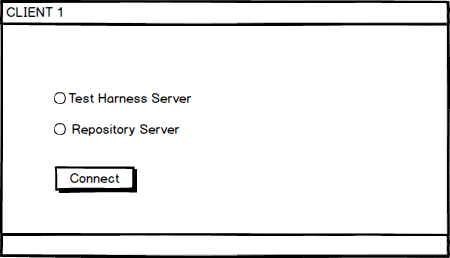 CLIENT 1
Test Harness Server
Repository Server
Connect